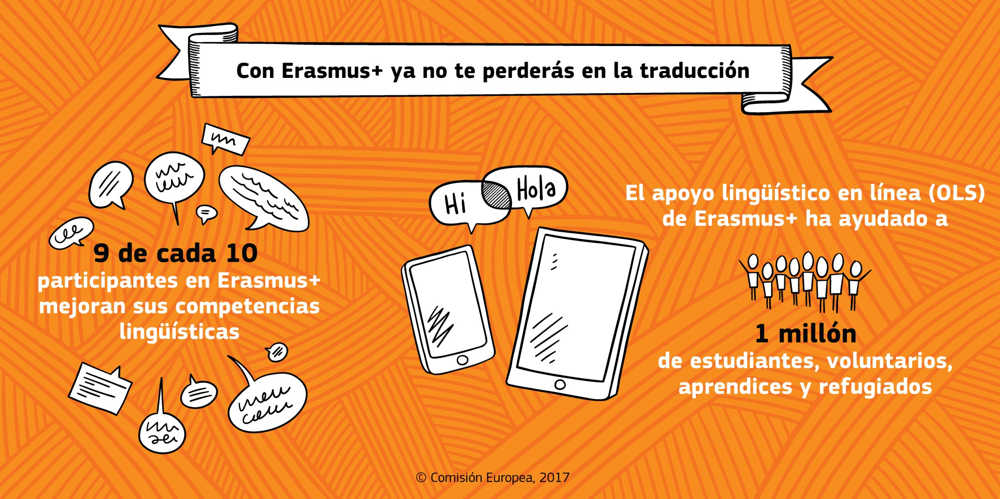 Con Erasmus+ ya no te perderás en la traducción
9 de cada 10
participantes en Erasmus+
mejoran sus competencias
lingüísticas
Hi
Hola
El apoyo lingüístico en línea (OLS)
de Erasmus+ ha ayudado a
1 millón
de estudiantes, voluntarios,
aprendices y refugiados
© Comisión Europea, 2017